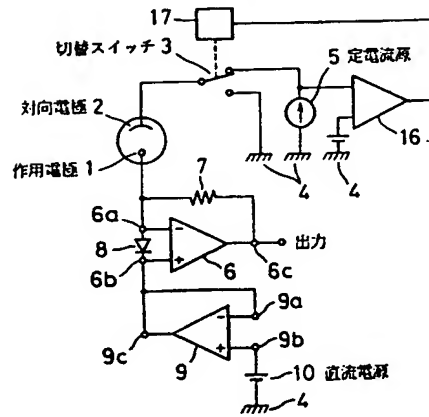 17
切替スイッチ 3
5 定電流源
対向電極 2
16
作用電極 1
4
4
7
6a
8
6
出力
6b
6c
9a
9c
9
9b
10 直流電源
4